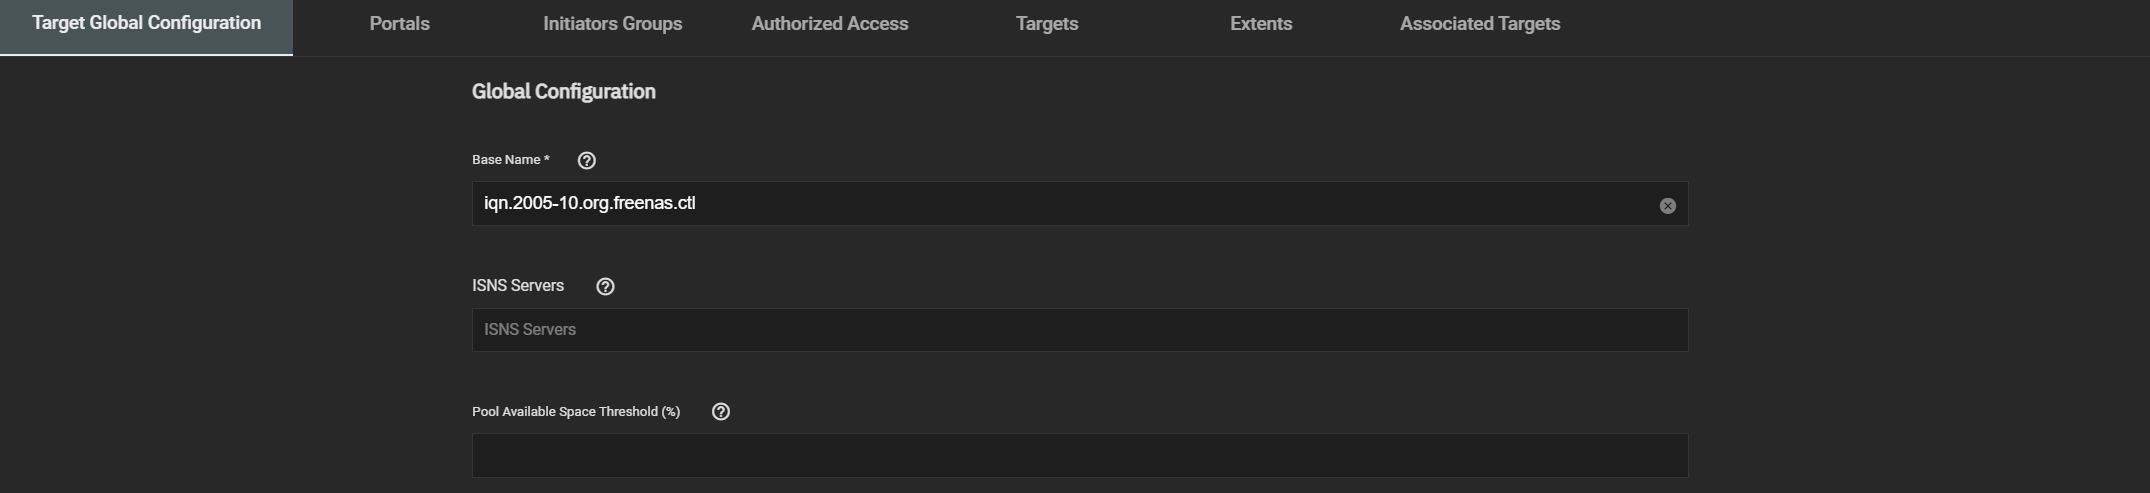 Target Global Configuration Portals Initiators Groups Authorized Access Targets Extents Associated Targets
Global Configuration
Base Name *
iqn.2005-10.org.freenas.ctl
ISNS Servers
ISNS Servers
Pool Available Space Threshold (%)